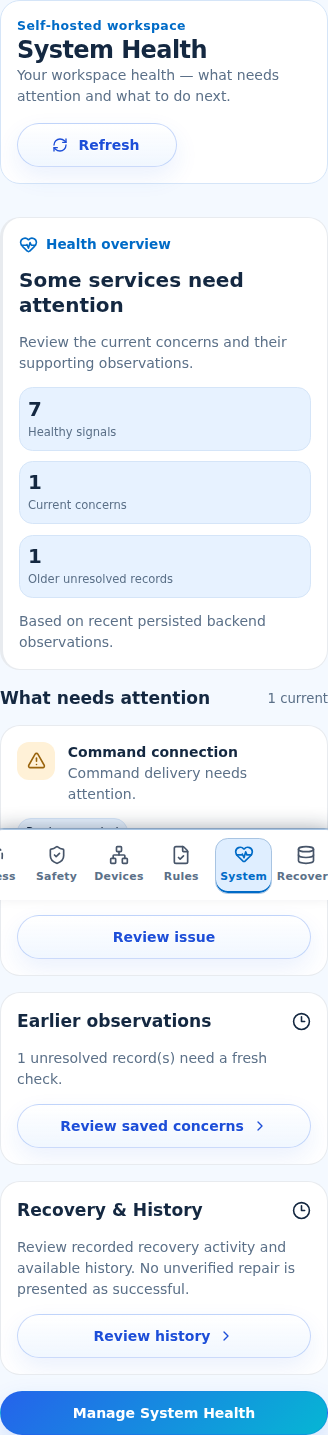 Self-hosted workspace
System Health
Your workspace health — what needs
attention and what to do next.
Refresh
Health overview
Some services need
attention
Review the current concerns and their
supporting observations.
7
Healthy signals
1
Current concerns
1
Older unresolved records
Based on recent persisted backend
observations.
What needs attention
1 current
Command connection
Command delivery needs
attention.
Safety
Devices
Rules
System
Review issue
Earlier observations
1 unresolved record(s) need a fresh
check.
Review saved concerns
Recovery & History
Review recorded recovery activity and
available history. No unverified repair is
presented as successful.
Review history
Manage System Health